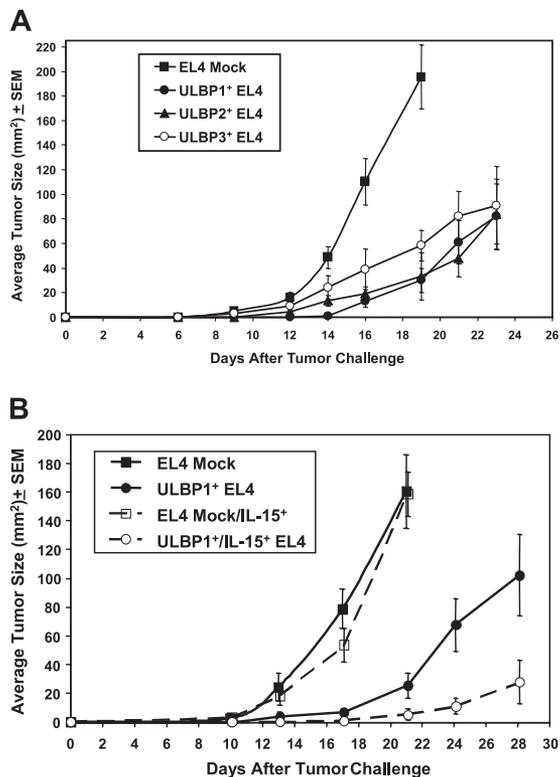 A
Average Tumor Size (mm²) ± SEM
220
200
180
160
140
120
100
80
60
40
20
0
EL4 Mock
ULBP1⁺ EL4
ULBP2⁺ EL4
ULBP3⁺ EL4
0 2 4 6 8 10 12 14 16 18 20 22 24 26
Days After Tumor Challenge
B
Average Tumor Size (mm²) ± SEM
200
180
160
140
120
100
80
60
40
20
0
EL4 Mock
ULBP1⁺ EL4
EL4 Mock/IL-15⁺
ULBP1⁺/IL-15⁺ EL4
0 2 4 6 8 10 12 14 16 18 20 22 24 26 28 30
Days After Tumor Challenge